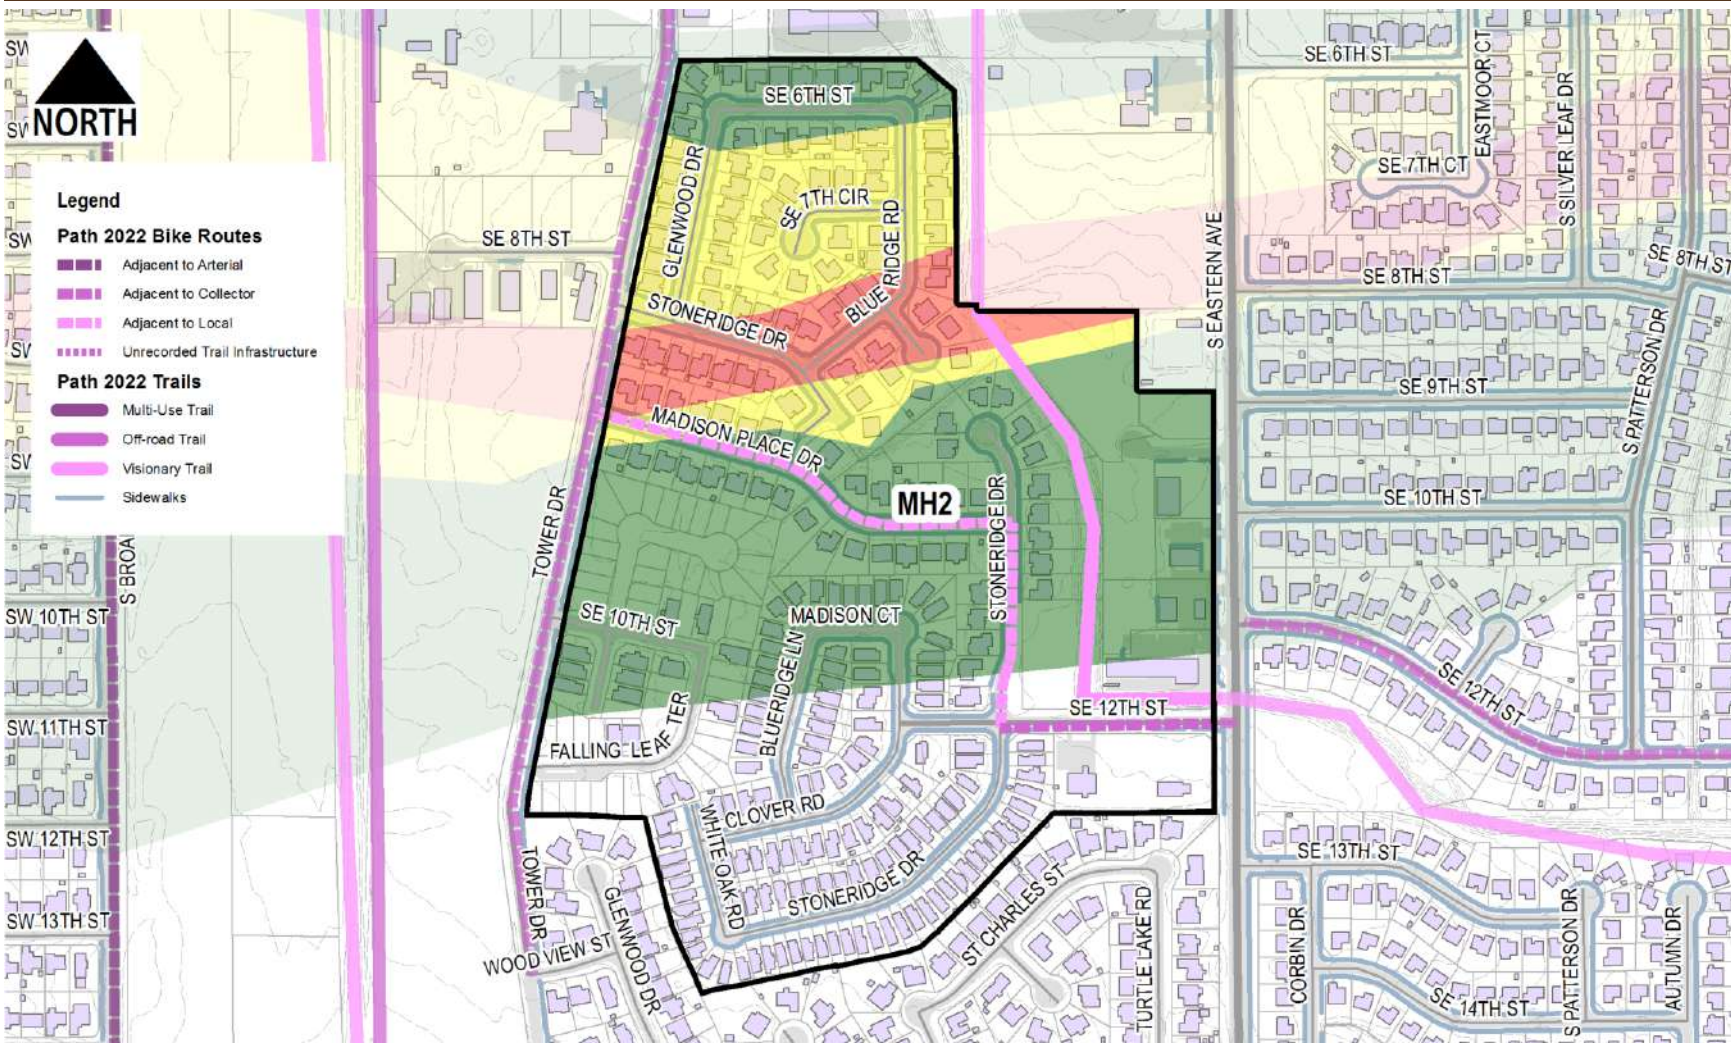 NORTH
Legend
Path 2022 Bike Routes
Adjacent to Arterial
Adjacent to Collector
Adjacent to Local
Unrecorded Trail Infrastructure
Path 2022 Trails
Multi-Use Trail
Off-road Trail
Visionary Trail
Sidewalks
SW
SW
SW
SW
SW
S BROA
SW 10TH ST
SW 11TH ST
SW 12TH ST
SW 13TH ST
SE 8TH ST
TOWER DR
TOWER DR
WOOD VIEW ST
GLENWOOD DR
SE 6TH ST
GLENWOOD DR
SE 7TH CIR
BLUE RIDGE RD
STONERIDGE DR
MADISON PLACE DR
MH2
STONERIDGE DR
SE 10TH ST
MADISON CT
BLUERIDGE LN
FALLING LEAF TER
SE 12TH ST
CLOVER RD
WHITE OAK RD
STONERIDGE DR
ST CHARLES ST
TURTLE LAKE RD
S EASTERN AVE
SE 6TH ST
EASTMOOR CT
S SILVER LEAF DR
SE 7TH CT
SE 8TH ST
SE 8TH ST
S PATTERSON DR
SE 9TH ST
SE 10TH ST
SE 12TH ST
SE 13TH ST
CORBIN DR
S PATTERSON DR
AUTUMN DR
SE 14TH ST